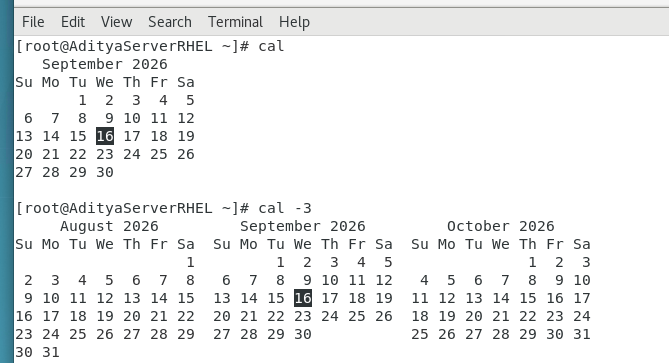 File Edit View Search Terminal Help
[root@AdityaServerRHEL ~]# cal
   September 2026
Su Mo Tu We Th Fr Sa
       1  2  3  4  5
 6  7  8  9 10 11 12
13 14 15 16 17 18 19
20 21 22 23 24 25 26
27 28 29 30

[root@AdityaServerRHEL ~]# cal -3
     August 2026         September 2026         October 2026
Su Mo Tu We Th Fr Sa  Su Mo Tu We Th Fr Sa  Su Mo Tu We Th Fr Sa
                   1         1  2  3  4  5               1  2  3
 2  3  4  5  6  7  8   6  7  8  9 10 11 12   4  5  6  7  8  9 10
 9 10 11 12 13 14 15  13 14 15 16 17 18 19  11 12 13 14 15 16 17
16 17 18 19 20 21 22  20 21 22 23 24 25 26  18 19 20 21 22 23 24
23 24 25 26 27 28 29  27 28 29 30           25 26 27 28 29 30 31
30 31